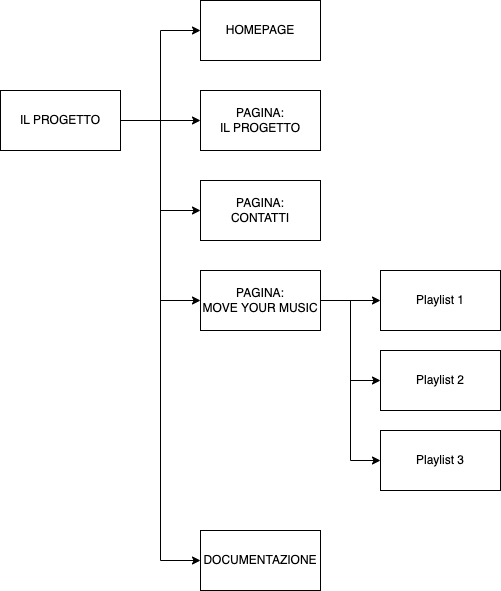 HOMEPAGE
IL PROGETTO
PAGINA:
IL PROGETTO
PAGINA:
CONTATTI
PAGINA:
MOVE YOUR MUSIC
Playlist 1
Playlist 2
Playlist 3
DOCUMENTAZIONE